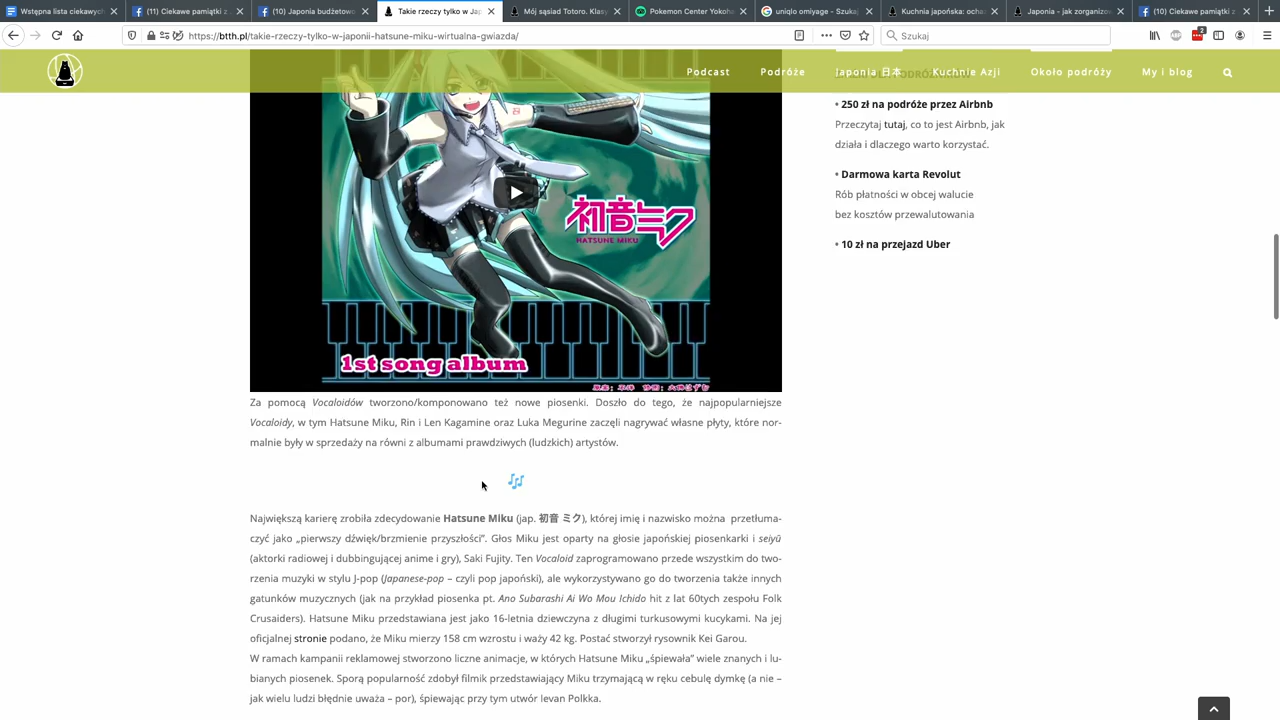 Wstępna lista ciekawych
(11) Ciekawe pamiątki z
(10) Japonia budżetowo
Takie rzeczy tylko w Jap
Mój sąsiad Totoro. Klasy
Pokemon Center Yokoha
uniqlo omiyage - Szukaj
Kuchnia japońska: ocha
Japonia - jak zorganizow
(10) Ciekawe pamiątki z
https://btth.pl/takie-rzeczy-tylko-w-japonii-hatsune-miku-wirtualna-gwiazda/
Szukaj
Podcast Podróże Japonia 日本 Kuchnie Azji Około podróży My i blog
• 250 zł na podróże przez Airbnb
Przeczytaj tutaj, co to jest Airbnb, jak
działa i dlaczego warto korzystać.
• Darmowa karta Revolut
Rób płatności w obcej walucie
bez kosztów przewalutowania
• 10 zł na przejazd Uber
初音ミク
HATSUNE MIKU
1st song album
Za pomocą Vocaloidów tworzono/komponowano też nowe piosenki. Doszło do tego, że najpopularniejsze
Vocaloidy, w tym Hatsune Miku, Rin i Len Kagamine oraz Luka Megurine zaczęli nagrywać własne płyty, które nor-
malnie były w sprzedaży na równi z albumami prawdziwych (ludzkich) artystów.
Największą karierę zrobiła zdecydowanie Hatsune Miku (jap. 初音 ミク), której imię i nazwisko można przetłuma-
czyć jako „pierwszy dźwięk/brzmienie przyszłości”. Głos Miku jest oparty na głosie japońskiej piosenkarki i seiyū
(aktorki radiowej i dubbingującej anime i gry), Saki Fujity. Ten Vocaloid zaprogramowano przede wszystkim do two-
rzenia muzyki w stylu J-pop (Japanese-pop – czyli pop japoński), ale wykorzystywano go do tworzenia także innych
gatunków muzycznych (jak na przykład piosenka pt. Ano Subarashi Ai Wo Mou Ichido hit z lat 60tych zespołu Folk
Crusaiders). Hatsune Miku przedstawiana jest jako 16-letnia dziewczyna z długimi turkusowymi kucykami. Na jej
oficjalnej stronie podano, że Miku mierzy 158 cm wzrostu i waży 42 kg. Postać stworzył rysownik Kei Garou.
W ramach kampanii reklamowej stworzono liczne animacje, w których Hatsune Miku „śpiewała” wiele znanych i lu-
bianych piosenek. Sporą popularność zdobył filmik przedstawiający Miku trzymającą w ręku cebulę dymkę (a nie –
jak wielu ludzi błędnie uważa – por), śpiewając przy tym utwór Ievan Polkka.